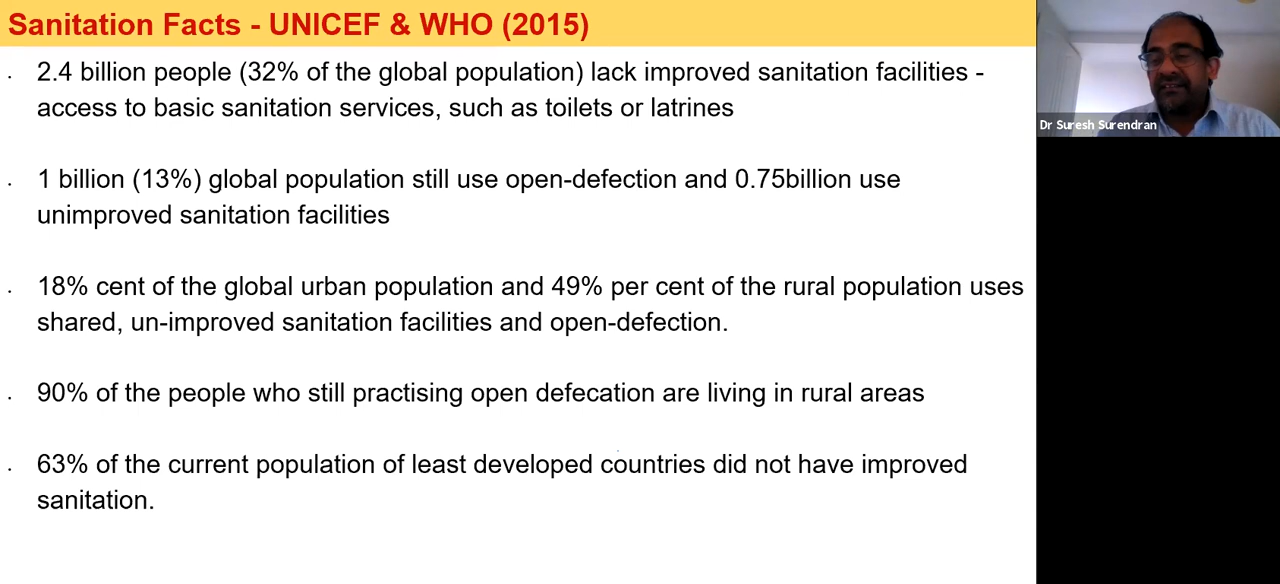 Sanitation Facts - UNICEF & WHO (2015)
2.4 billion people (32% of the global population) lack improved sanitation facilities -
access to basic sanitation services, such as toilets or latrines
1 billion (13%) global population still use open-defection and 0.75billion use
unimproved sanitation facilities
18% cent of the global urban population and 49% per cent of the rural population uses
shared, un-improved sanitation facilities and open-defection.
90% of the people who still practising open defecation are living in rural areas
63% of the current population of least developed countries did not have improved
sanitation.
Dr Suresh Surendran